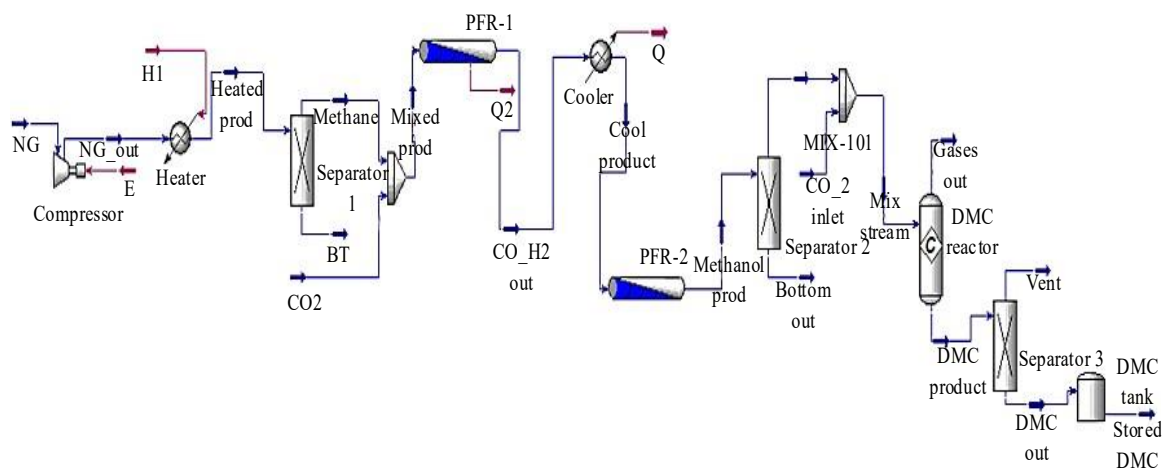 PFR-1
H1
Q
Heated
prod
Q2
Cooler
Methane
Mixed
prod
NG
NG_out
Cool
product
MIX-101
Gases
out
E
Heater
Separator
1
CO_2
inlet
Mix
stream
DMC
reactor
C
Compressor
BT
CO_H2
out
PFR-2
Methanol
prod
Separator 2
CO2
Bottom
out
Vent
DMC
product
Separator 3
DMC
tank
DMC
out
Stored
DMC